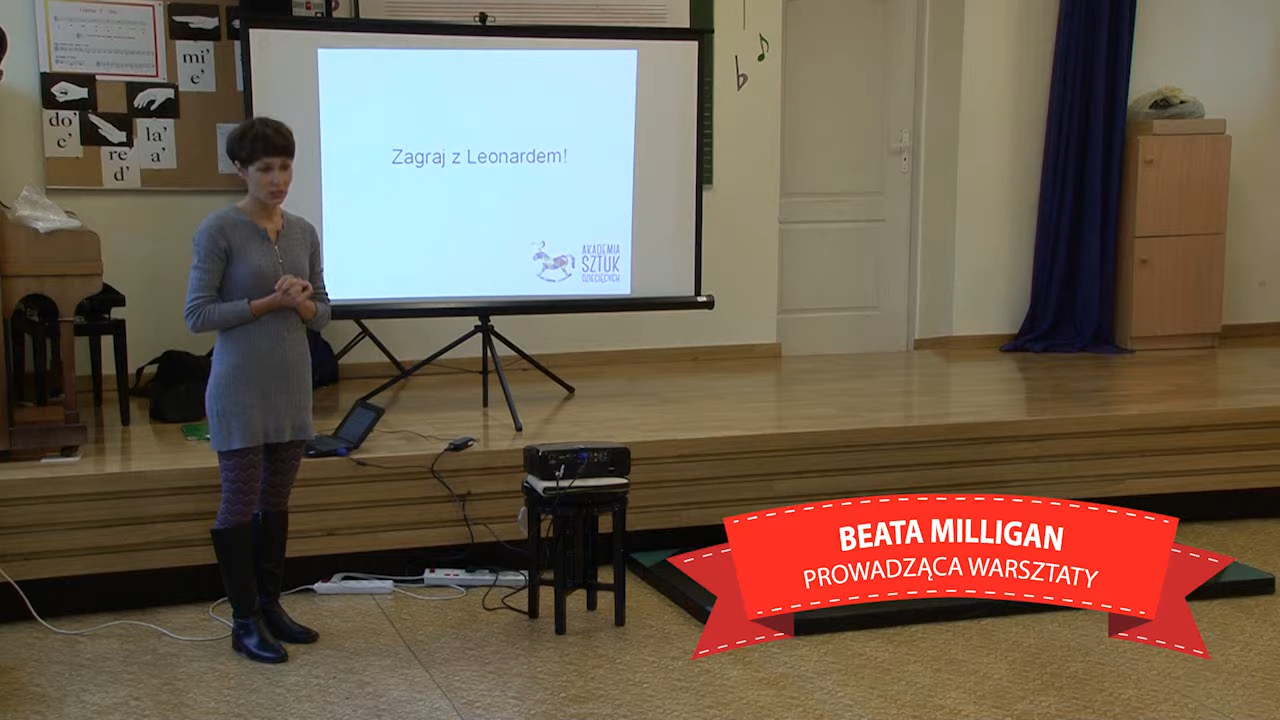 mi’
e’
do’
c’
la’
a’
re’
d’
Zagraj z Leonardem!
AKADEMIA
SZTUK
DZIECIĘCYCH
BEATA MILLIGAN
PROWADZĄCA WARSZTATY